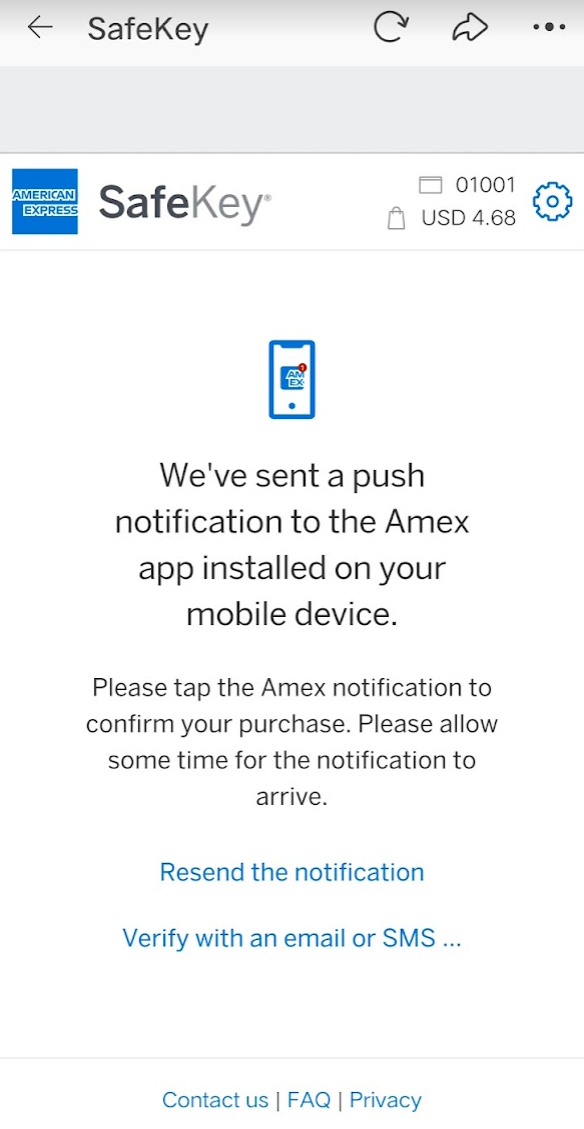 SafeKey
AMERICAN
EXPRESS
SafeKey®
01001
USD 4.68
AM
EX
1
We've sent a push
notification to the Amex
app installed on your
mobile device.
Please tap the Amex notification to
confirm your purchase. Please allow
some time for the notification to
arrive.
Resend the notification
Verify with an email or SMS ...
Contact us | FAQ | Privacy